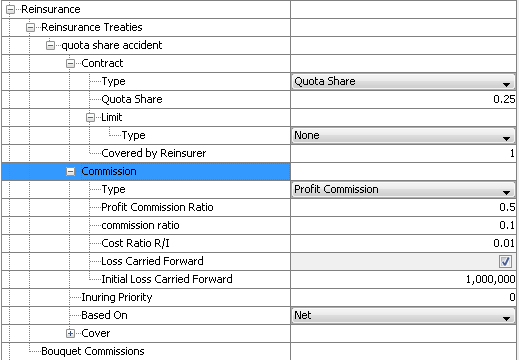 Reinsurance
Reinsurance Treaties
quota share accident
Contract
Type Quota Share
Quota Share 0.25
Limit
Type None
Covered by Reinsurer 1
Commission
Type Profit Commission
Profit Commission Ratio 0.5
commission ratio 0.1
Cost Ratio R/I 0.01
Loss Carried Forward
Initial Loss Carried Forward 1,000,000
Inuring Priority 0
Based On Net
Cover
Bouquet Commissions